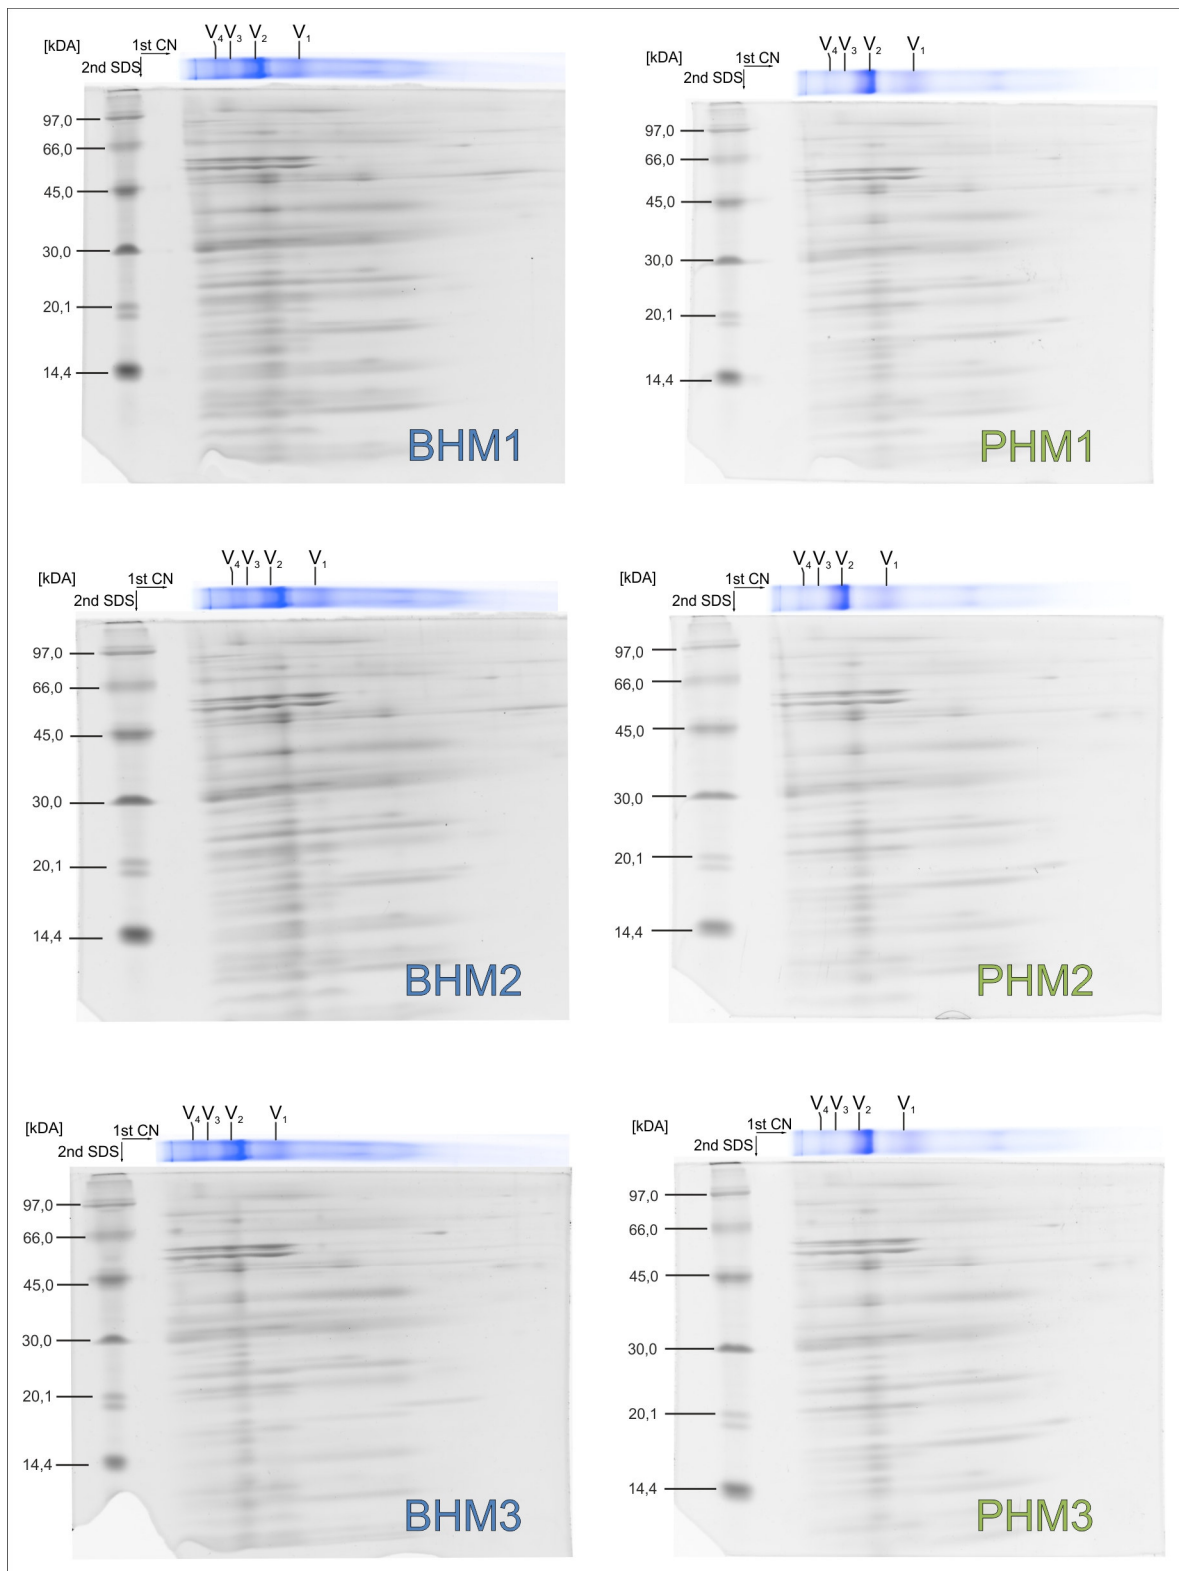 V4 V3 V2 V1
[kDA] 1st CN
2nd SDS
97,0
66,0
45,0
30,0
20,1
14,4
BHM1
V4 V3 V2 V1
[kDA] 1st CN
2nd SDS
97,0
66,0
45,0
30,0
20,1
14,4
PHM1
V4 V3 V2 V1
[kDA] 1st CN
2nd SDS
97,0
66,0
45,0
30,0
20,1
14,4
BHM2
V4 V3 V2 V1
[kDA] 1st CN
2nd SDS
97,0
66,0
45,0
30,0
20,1
14,4
PHM2
V4 V3 V2 V1
[kDA] 1st CN
2nd SDS
97,0
66,0
45,0
30,0
20,1
14,4
BHM3
V4 V3 V2 V1
[kDA] 1st CN
2nd SDS
97,0
66,0
45,0
30,0
20,1
14,4
PHM3